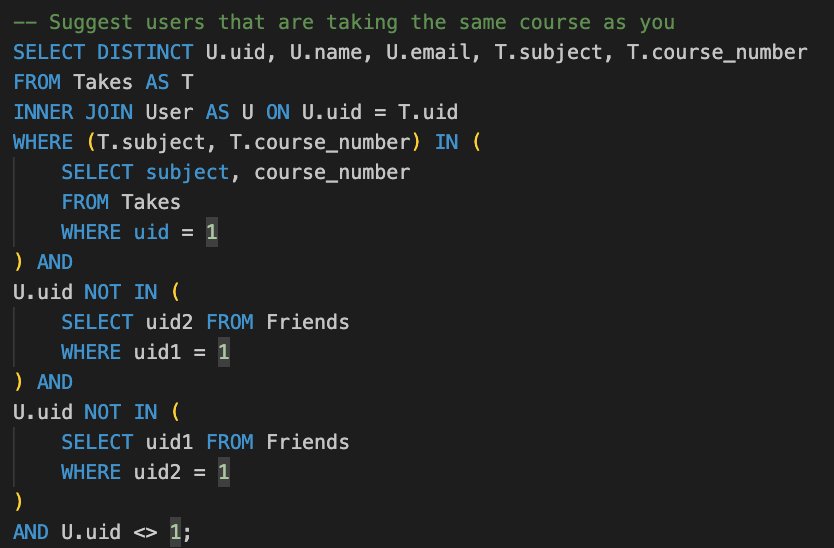 -- Suggest users that are taking the same course as you
SELECT DISTINCT U.uid, U.name, U.email, T.subject, T.course_number
FROM Takes AS T
INNER JOIN User AS U ON U.uid = T.uid
WHERE (T.subject, T.course_number) IN (
    SELECT subject, course_number
    FROM Takes
    WHERE uid = 1
) AND
U.uid NOT IN (
    SELECT uid2 FROM Friends
    WHERE uid1 = 1
) AND
U.uid NOT IN (
    SELECT uid1 FROM Friends
    WHERE uid2 = 1
)
AND U.uid <> 1;